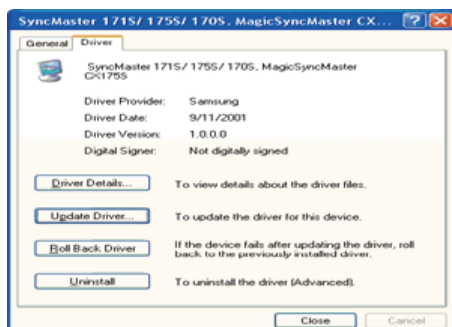 SyncMaster 171S/ 175S/ 170S, MagicSyncMaster CX...
General Driver
SyncMaster 171S/ 175S/ 170S, MagicSyncMaster
CX175S
Driver Provider: Samsung
Driver Date: 9/11/2001
Driver Version: 1.0.0.0
Digital Signer: Not digitally signed
Driver Details... To view details about the driver files.
Update Driver... To update the driver for this device.
Roll Back Driver If the device fails after updating the driver, roll
back to the previously installed driver.
Uninstall To uninstall the driver (Advanced).
Close Cancel